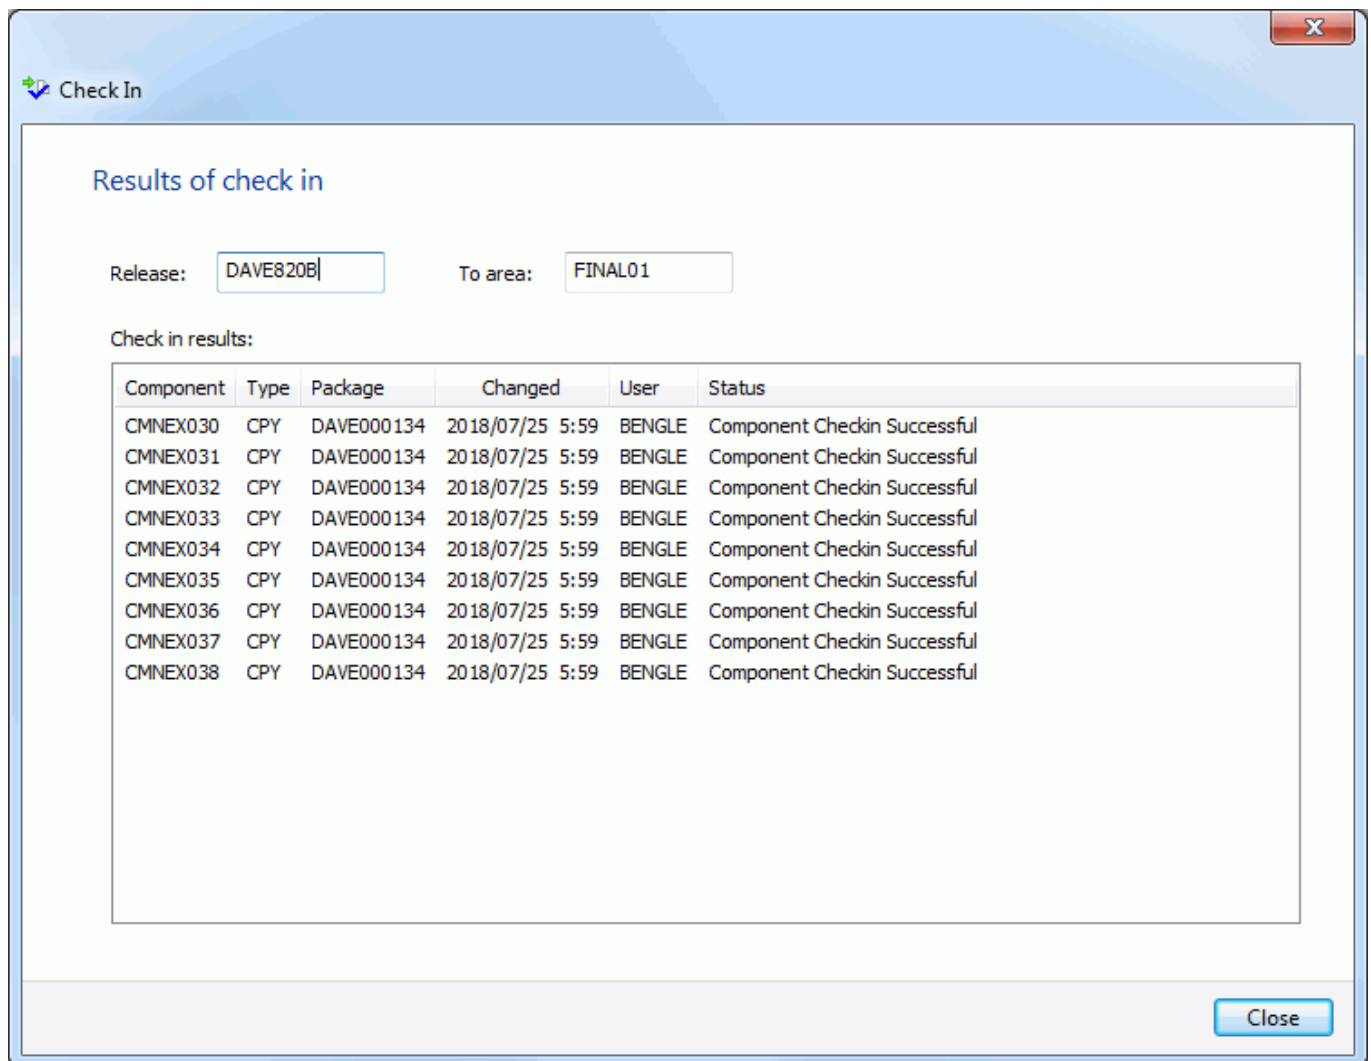 Check In
Results of check in
Release: DAVE820B To area: FINAL01
Check in results:
Component Type Package Changed User Status
CMNEX030 CPY DAVE000134 2018/07/25 5:59 BENGLE Component Checkin Successful
CMNEX031 CPY DAVE000134 2018/07/25 5:59 BENGLE Component Checkin Successful
CMNEX032 CPY DAVE000134 2018/07/25 5:59 BENGLE Component Checkin Successful
CMNEX033 CPY DAVE000134 2018/07/25 5:59 BENGLE Component Checkin Successful
CMNEX034 CPY DAVE000134 2018/07/25 5:59 BENGLE Component Checkin Successful
CMNEX035 CPY DAVE000134 2018/07/25 5:59 BENGLE Component Checkin Successful
CMNEX036 CPY DAVE000134 2018/07/25 5:59 BENGLE Component Checkin Successful
CMNEX037 CPY DAVE000134 2018/07/25 5:59 BENGLE Component Checkin Successful
CMNEX038 CPY DAVE000134 2018/07/25 5:59 BENGLE Component Checkin Successful
Close